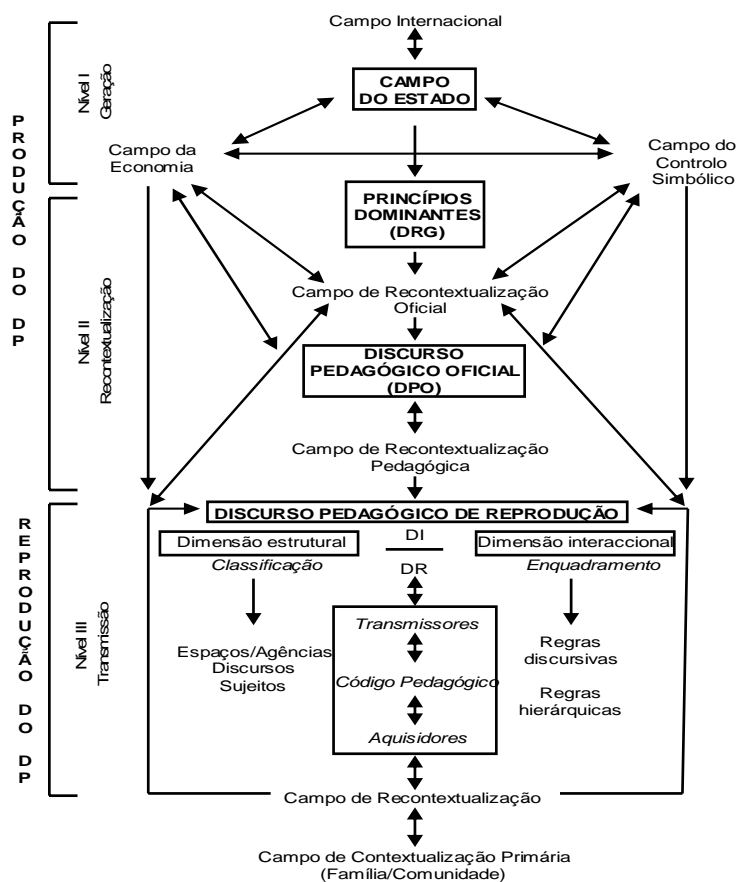 Campo Internacional
Nível I
Geração
CAMPO
DO ESTADO
PRODUÇÃO DO DP
Campo da
Economia
Campo do
Controlo
Simbólico
PRINCÍPIOS
DOMINANTES
(DRG)
Nível II
Recontextualização
Campo de Recontextualização
Oficial
DISCURSO
PEDAGÓGICO OFICIAL
(DPO)
Campo de Recontextualização
Pedagógica
REPRODUÇÃO DO DP
Nível III
Transmissão
DISCURSO PEDAGÓGICO DE REPRODUÇÃO
Dimensão estrutural
Classificação
DI
DR
Dimensão interaccional
Enquadramento
Espaços/Agências
Discursos
Sujeitos
Transmissores
Código Pedagógico
Aquisidores
Regras
discursivas
Regras
hierárquicas
Campo de Recontextualização
Campo de Contextualização Primária
(Família/Comunidade)